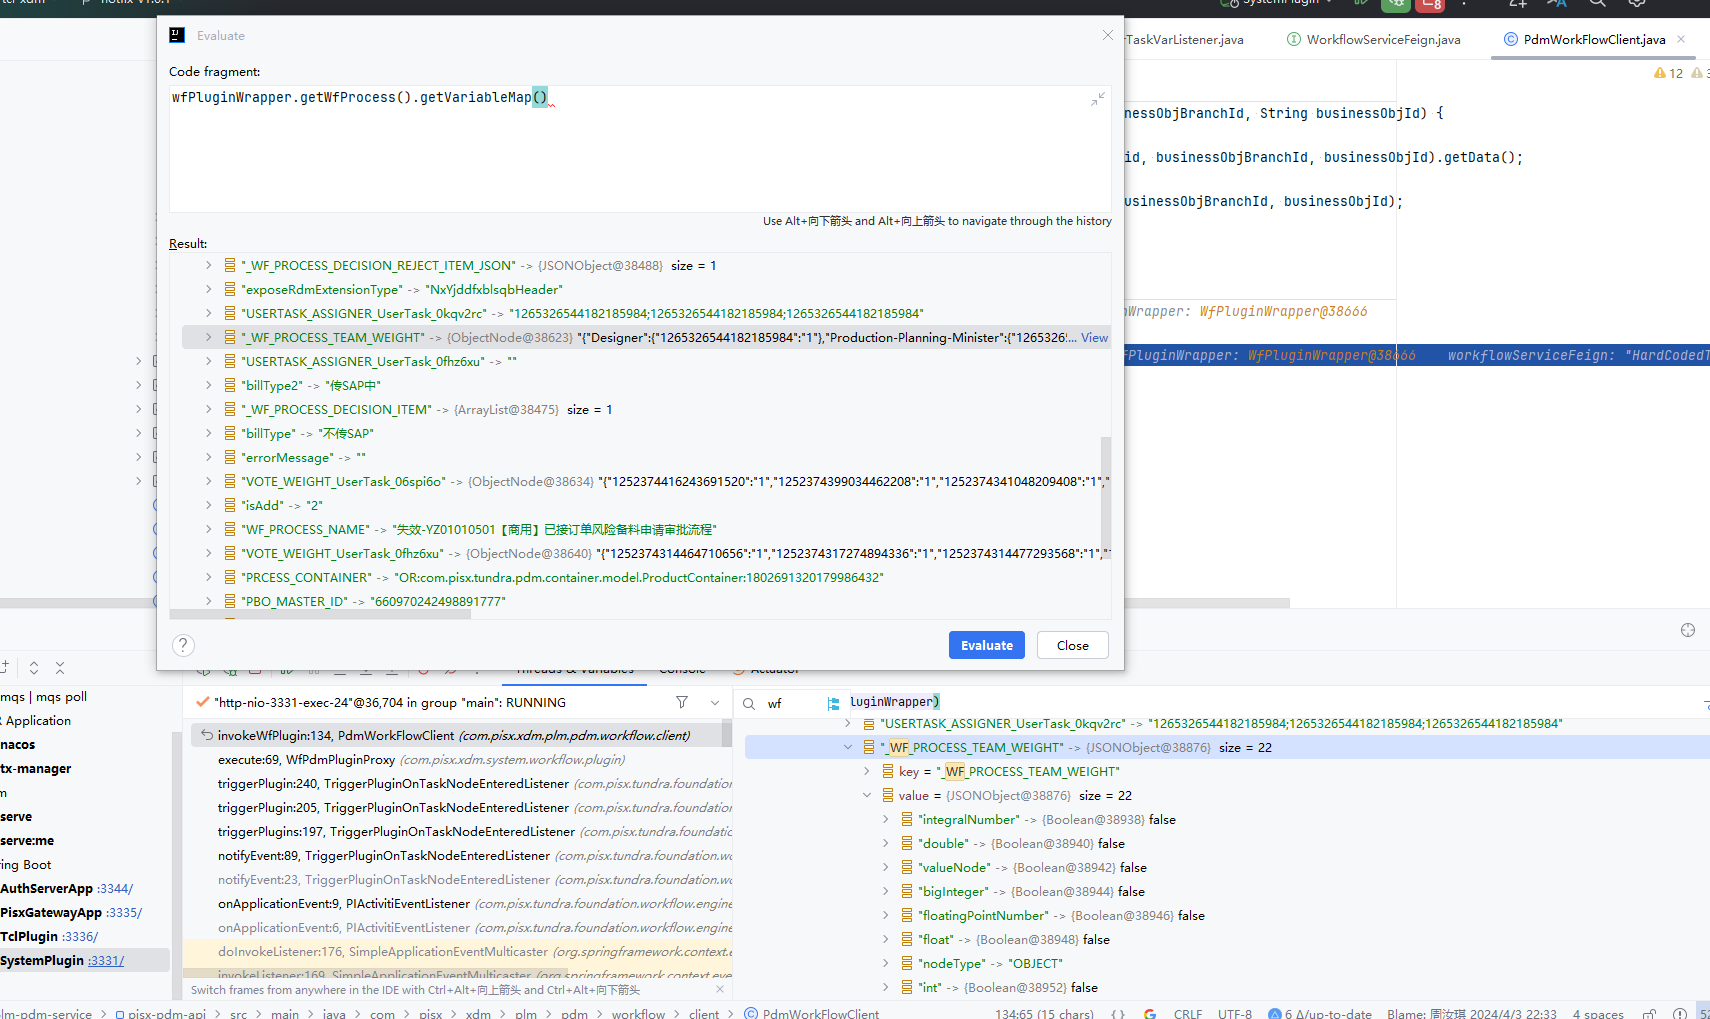 SystemPlugin
Evaluate
rTaskVarListener.java
WorkflowServiceFeign.java
PdmWorkFlowClient.java
Code fragment:
12
wfPluginWrapper.getWfProcess().getVariableMap()
nessObjBranchId, String businessObjId) {
id, businessObjBranchId, businessObjId).getData();
usinessObjBranchId, businessObjId);
Use Alt+向下箭头 and Alt+向上箭头 to navigate through the history
Result:
"_WF_PROCESS_DECISION_REJECT_ITEM_JSON" -> {JSONObject@38488} size = 1
"exposeRdmExtensionType" -> "NxYjddfxblsqbHeader"
"USERTASK_ASSIGNER_UserTask_0kqv2rc" -> "1265326544182185984;1265326544182185984;1265326544182185984"
nWrapper: WfPluginWrapper@38666
"_WF_PROCESS_TEAM_WEIGHT" -> {ObjectNode@38623} "{"Designer":{"1265326544182185984":"1"},"Production-Planning-Minister":{"1265326:... View
fPluginWrapper: WfPluginWrapper@38666 workflowServiceFeign: "HardCodedT
"USERTASK_ASSIGNER_UserTask_0fhz6xu" -> ""
"billType2" -> "传SAP中"
"_WF_PROCESS_DECISION_ITEM" -> {ArrayList@38475} size = 1
"billType" -> "不传SAP"
"errorMessage" -> ""
"VOTE_WEIGHT_UserTask_06spi6o" -> {ObjectNode@38634} "{"1252374416243691520":"1","1252374399034462208":"1","1252374341048209408":"1","
"isAdd" -> "2"
"WF_PROCESS_NAME" -> "失效-YZ01010501【商用】已接订单风险备料申请审批流程"
"VOTE_WEIGHT_UserTask_0fhz6xu" -> {ObjectNode@38640} "{"1252374314464710656":"1","1252374317274894336":"1","1252374314477293568":"1","
"PRCESS_CONTAINER" -> "OR:com.pisx.tundra.pdm.container.model.ProductContainer:1802691320179986432"
"PBO_MASTER_ID" -> "660970242498891777"
?
Evaluate
Close
Threads & Variables
Console
Actuator
mqs | mqs poll
"http-nio-3331-exec-24"@36,704 in group "main": RUNNING
wf
luginWrapper)
Application
invokeWfPlugin:134, PdmWorkFlowClient (com.pisx.xdm.plm.pdm.workflow.client)
"USERTASK_ASSIGNER_UserTask_0kqv2rc" -> "1265326544182185984;1265326544182185984;1265326544182185984"
nacos
execute:69, WfPdmPluginProxy (com.pisx.xdm.system.workflow.plugin)
"_WF_PROCESS_TEAM_WEIGHT" -> {JSONObject@38876} size = 22
tx-manager
triggerPlugin:240, TriggerPluginOnTaskNodeEnteredListener (com.pisx.tundra.foundation
key = "_WF_PROCESS_TEAM_WEIGHT"
m
triggerPlugin:205, TriggerPluginOnTaskNodeEnteredListener (com.pisx.tundra.foundation
value = {JSONObject@38876} size = 22
serve
triggerPlugins:197, TriggerPluginOnTaskNodeEnteredListener (com.pisx.tundra.foundation
"integralNumber" -> {Boolean@38938} false
serve:me
notifyEvent:89, TriggerPluginOnTaskNodeEnteredListener (com.pisx.tundra.foundation.wo
"double" -> {Boolean@38940} false
ring Boot
notifyEvent:23, TriggerPluginOnTaskNodeEnteredListener (com.pisx.tundra.foundation.wo
"valueNode" -> {Boolean@38942} false
AuthServerApp :3344/
onApplicationEvent:9, PIActivitiEventListener (com.pisx.tundra.foundation.workflow.engine
"bigInteger" -> {Boolean@38944} false
PisxGatewayApp :3335/
onApplicationEvent:6, PIActivitiEventListener (com.pisx.tundra.foundation.workflow.engine
"floatingPointNumber" -> {Boolean@38946} false
TclPlugin :3336/
doInvokeListener:176, SimpleApplicationEventMulticaster (org.springframework.context.e
"float" -> {Boolean@38948} false
SystemPlugin :3331/
invokeListener:169, SimpleApplicationEventMulticaster (org.springframework.context.eve
"nodeType" -> "OBJECT"
Switch frames from anywhere in the IDE with Ctrl+Alt+向上箭头 and Ctrl+Alt+向下箭头
"int" -> {Boolean@38952} false
lm-pdm-service > pisx-pdm-api > src > main > java > com > pisx > xdm > plm > pdm > workflow > client > PdmWorkFlowClient
134:65 (15 chars) {} CRLF UTF-8 6 Δ/up-to-date Blame: 周汝琪 2024/4/3 22:33 4 spaces